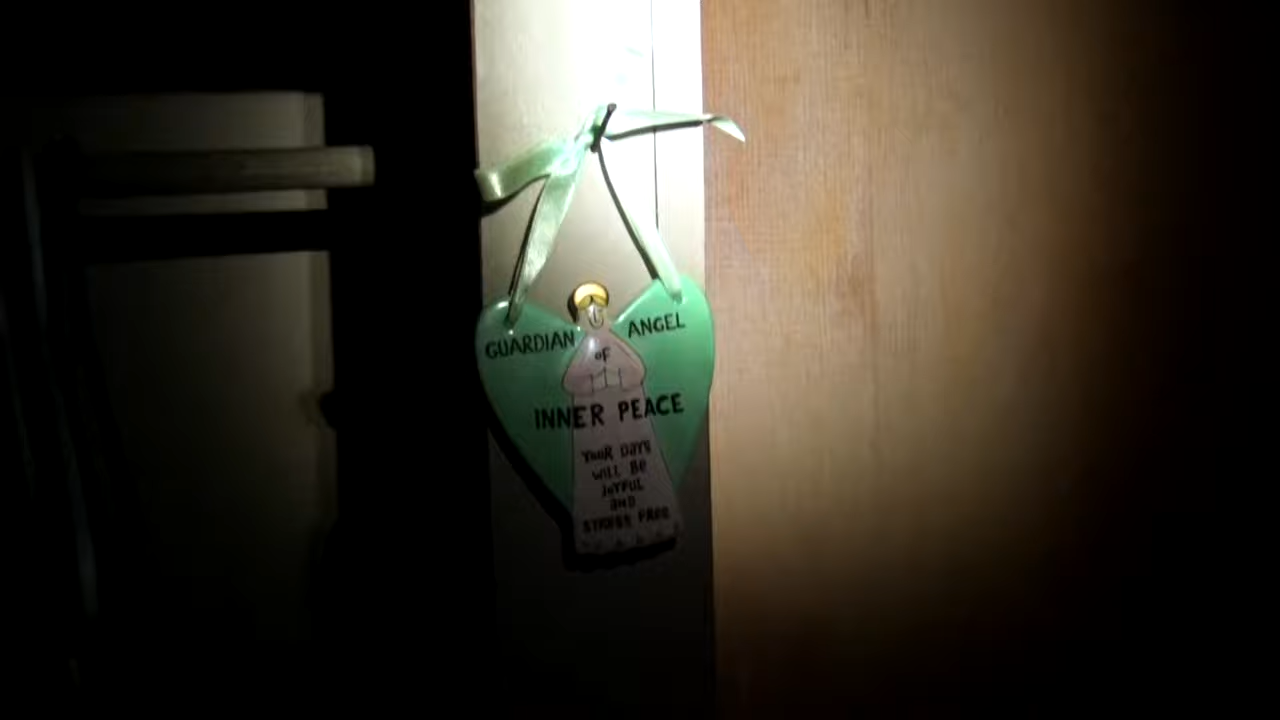 GUARDIAN ANGEL
OF
INNER PEACE
YOUR DAYS
WILL BE
JOYFUL
AND
STRESS FREE